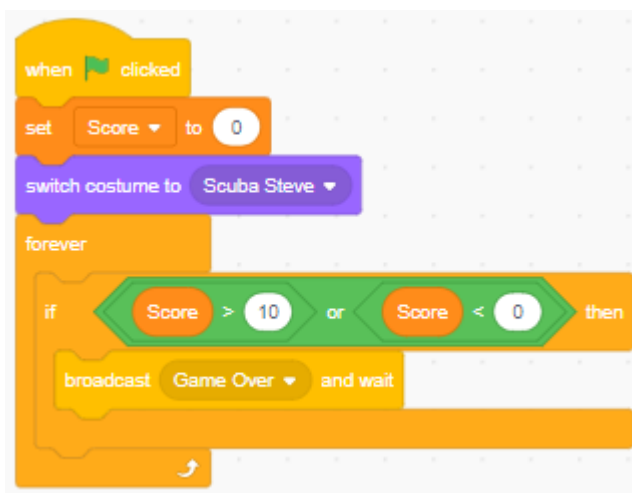 when clicked
set Score to 0
switch costume to Scuba Steve
forever
if Score > 10 or Score < 0 then
broadcast Game Over and wait